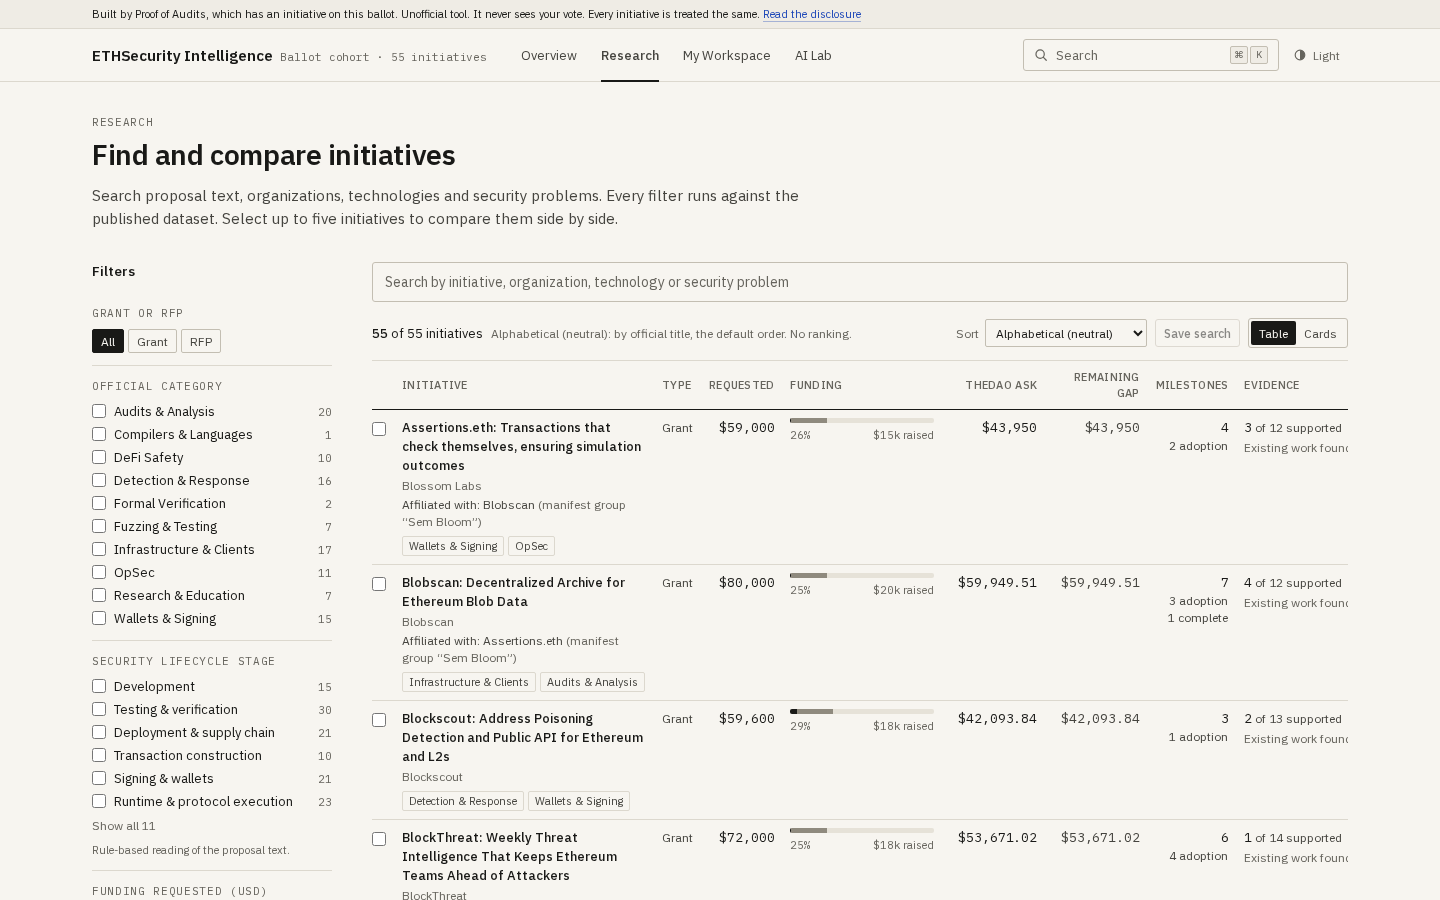 Built by Proof of Audits, which has an initiative on this ballot. Unofficial tool. It never sees your vote. Every initiative is treated the same. Read the disclosure
ETHSecurity Intelligence Ballot cohort · 55 initiatives Overview Research My Workspace AI Lab Search ⌘ K Light
RESEARCH
Find and compare initiatives
Search proposal text, organizations, technologies and security problems. Every filter runs against the
published dataset. Select up to five initiatives to compare them side by side.
Filters
GRANT OR RFP
All Grant RFP
OFFICIAL CATEGORY
Audits & Analysis 20
Compilers & Languages 1
DeFi Safety 10
Detection & Response 16
Formal Verification 2
Fuzzing & Testing 7
Infrastructure & Clients 17
OpSec 11
Research & Education 7
Wallets & Signing 15
SECURITY LIFECYCLE STAGE
Development 15
Testing & verification 30
Deployment & supply chain 21
Transaction construction 10
Signing & wallets 21
Runtime & protocol execution 23
Show all 11
Rule-based reading of the proposal text.
FUNDING REQUESTED (USD)
Search by initiative, organization, technology or security problem
55 of 55 initiatives Alphabetical (neutral): by official title, the default order. No ranking. Sort Alphabetical (neutral) Save search Table Cards
INITIATIVE TYPE REQUESTED FUNDING THEDAO ASK REMAINING GAP MILESTONES EVIDENCE
Assertions.eth: Transactions that Grant $59,000 26% $15k raised $43,950 $43,950 4 3 of 12 supported
check themselves, ensuring simulation 2 adoption Existing work found
outcomes
Blossom Labs
Affiliated with: Blobscan (manifest group
“Sem Bloom”)
Wallets & Signing OpSec
Blobscan: Decentralized Archive for Grant $80,000 25% $20k raised $59,949.51 $59,949.51 7 4 of 12 supported
Ethereum Blob Data 3 adoption Existing work found
Blobscan 1 complete
Affiliated with: Assertions.eth (manifest
group “Sem Bloom”)
Infrastructure & Clients Audits & Analysis
Blockscout: Address Poisoning Grant $59,600 29% $18k raised $42,093.84 $42,093.84 3 2 of 13 supported
Detection and Public API for Ethereum 1 adoption Existing work found
and L2s
Blockscout
Detection & Response Wallets & Signing
BlockThreat: Weekly Threat Grant $72,000 25% $18k raised $53,671.02 $53,671.02 6 1 of 14 supported
Intelligence That Keeps Ethereum 4 adoption Existing work found
Teams Ahead of Attackers
BlockThreat